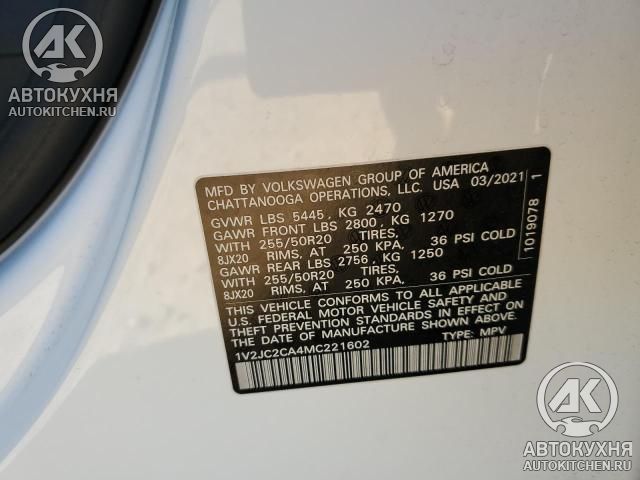 АК
АВТОКУХНЯ
AUTOKITCHEN.RU
MFD BY VOLKSWAGEN GROUP OF AMERICA
CHATTANOOGA OPERATIONS, LLC. USA 03/2021
GVWR LBS 5445, KG 2470
GAWR FRONT LBS 2800, KG 1270
WITH 255/50R20 TIRES,
8JX20 RIMS, AT 250 KPA, 36 PSI COLD
GAWR REAR LBS 2756, KG 1250
WITH 255/50R20 TIRES,
8JX20 RIMS, AT 250 KPA, 36 PSI COLD
THIS VEHICLE CONFORMS TO ALL APPLICABLE
U.S. FEDERAL MOTOR VEHICLE SAFETY AND
THEFT PREVENTION STANDARDS IN EFFECT ON
THE DATE OF MANUFACTURE SHOWN ABOVE.
1V2JC2CA4MC221602 TYPE: MPV
1019078 1
АК
АВТОКУХНЯ
AUTOKITCHEN.RU